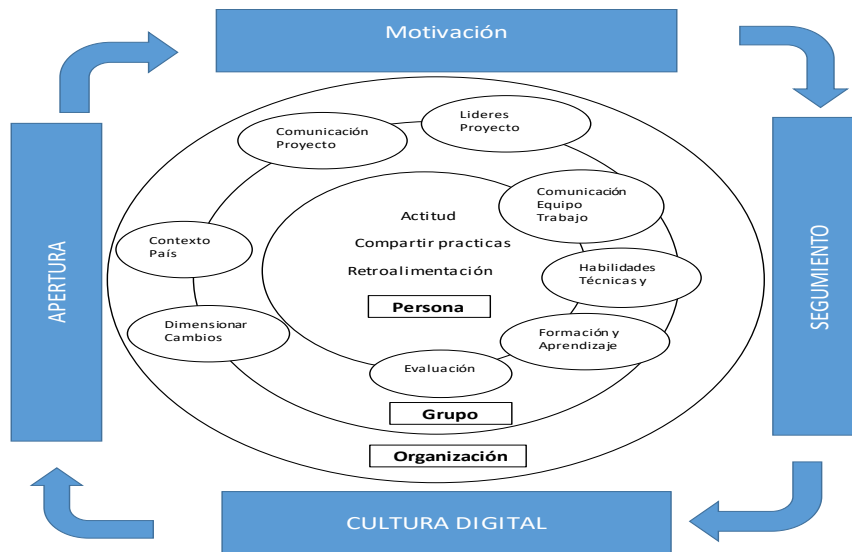 Motivación
Lideres
Proyecto
Comunicación
Proyecto
Comunicación
Equipo
Trabajo
Actitud
Compartir practicas
Retroalimentación
Persona
Contexto
País
Habilidades
Técnicas y
Dimensionar
Cambios
Formación y
Aprendizaje
Evaluación
Grupo
Organización
APERTURA
SEGUMIENTO
CULTURA DIGITAL